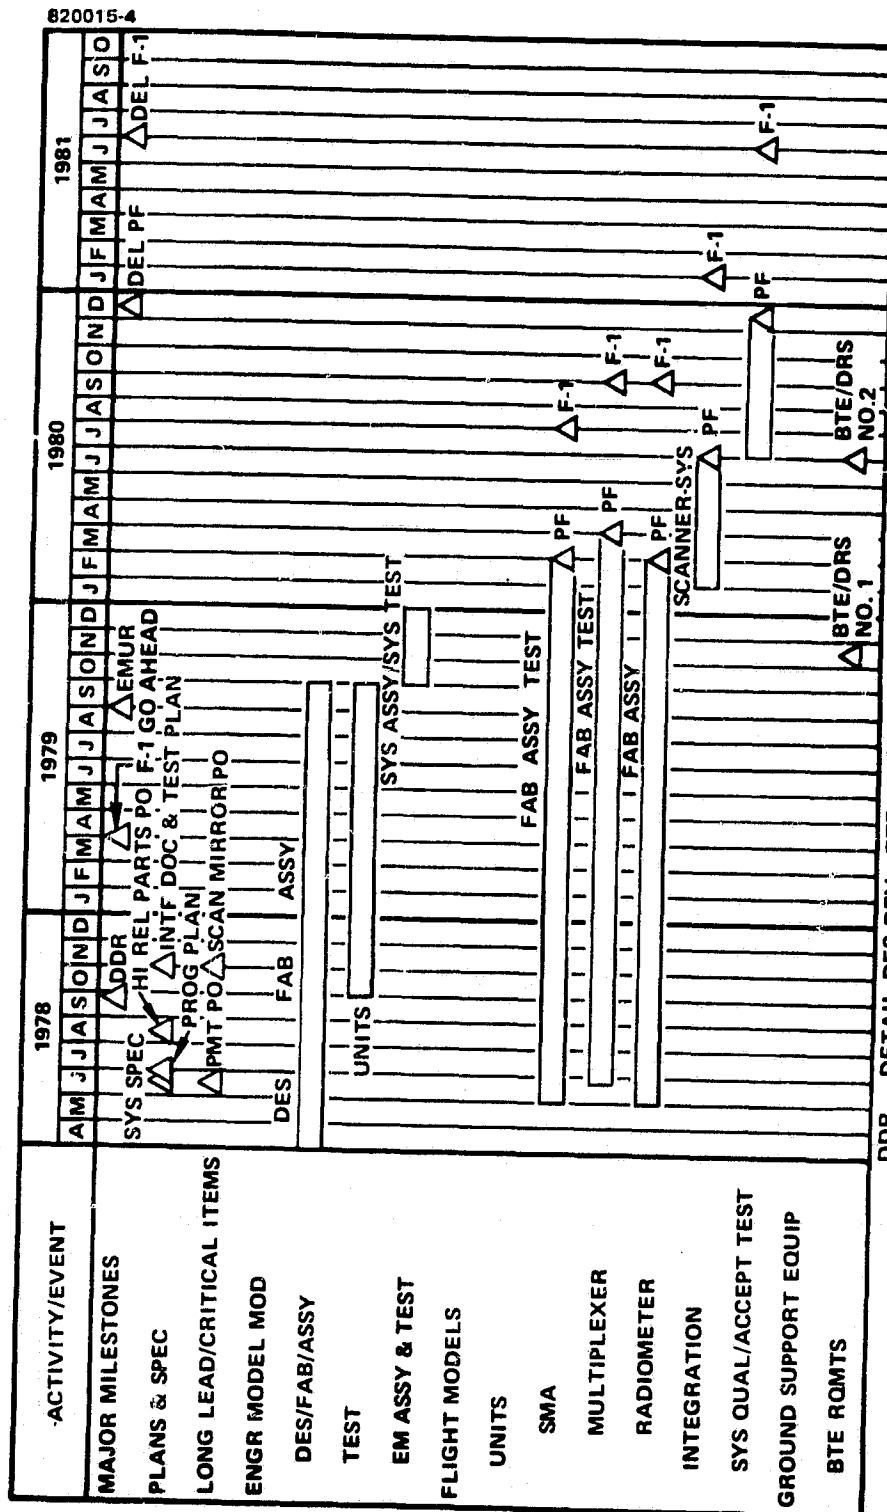 820015-4
ACTIVITY/EVENT
1978
1979
1980
1981
A M J J A S O N D J F M A M J J A S O N D J F M A M J J A S O N D J F M A M J J A S O
MAJOR MILESTONES
DDR
F-1 GO AHEAD
EMUR
DEL PF
DEL F-1
PLANS & SPEC
SYS SPEC
HI REL PARTS PO
PROG PLAN
INTF DOC & TEST PLAN
LONG LEAD/CRITICAL ITEMS
PMT PO
SCAN MIRROR PO
ENGR MODEL MOD
DES/FAB/ASSY
DES FAB ASSY
TEST
UNITS
EM ASSY & TEST
SYS ASSY/SYS TEST
FLIGHT MODELS
UNITS
SMA
FAB ASSY TEST
PF
F-1
MULTIPLEXER
FAB ASSY TEST
PF
F-1
RADIOMETER
FAB ASSY
PF
F-1
INTEGRATION
SCANNER-SYS
PF
F-1
SYS QUAL/ACCEPT TEST
PF
F-1
GROUND SUPPORT EQUIP
BTE RQMTS
BTE/DRS
NO. 1
BTE/DRS
NO.2